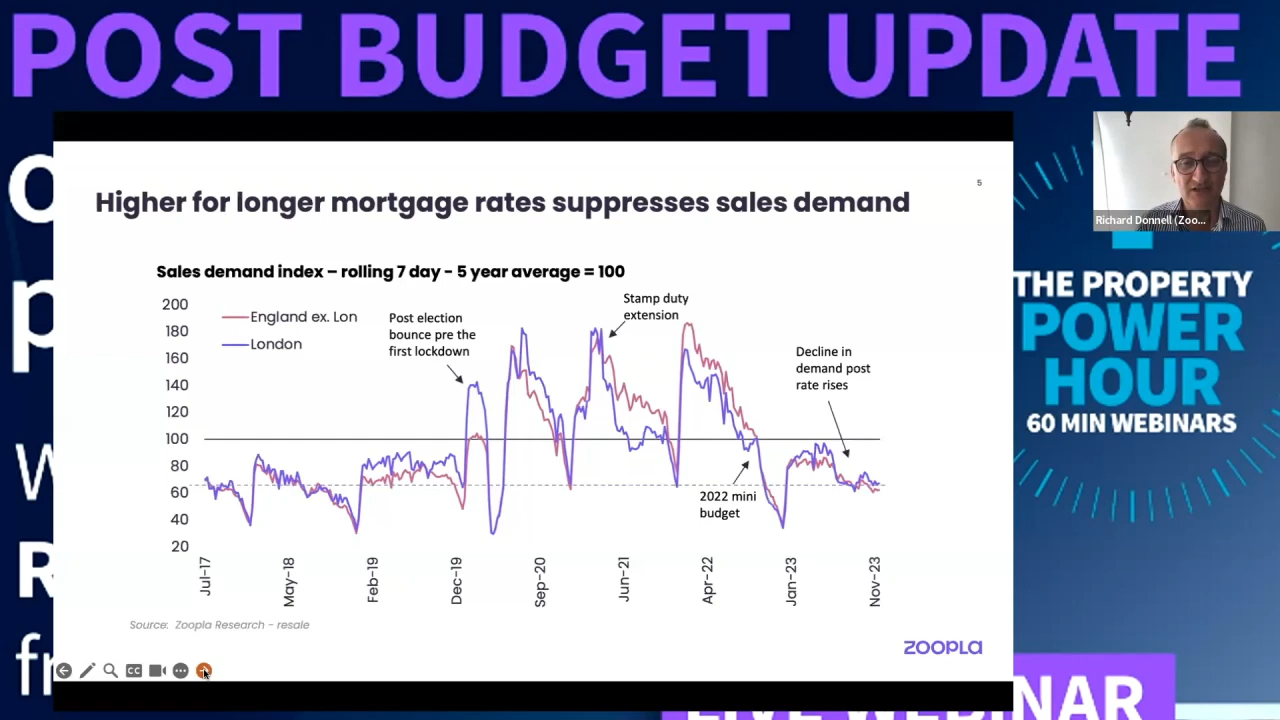 POST BUDGET UPDATE
5
Higher for longer mortgage rates suppresses sales demand
Sales demand index – rolling 7 day - 5 year average = 100
200
180
160
140
120
100
80
60
40
20
England ex. Lon
London
Post election
bounce pre the
first lockdown
Stamp duty
extension
Decline in
demand post
rate rises
2022 mini
budget
Jul-17
May-18
Feb-19
Dec-19
Sep-20
Jun-21
Apr-22
Jan-23
Nov-23
Source: Zoopla Research - resale
ZOOPLA
CC
Richard Donnell (Zoo...
THE PROPERTY
POWER
HOUR
60 MIN WEBINARS